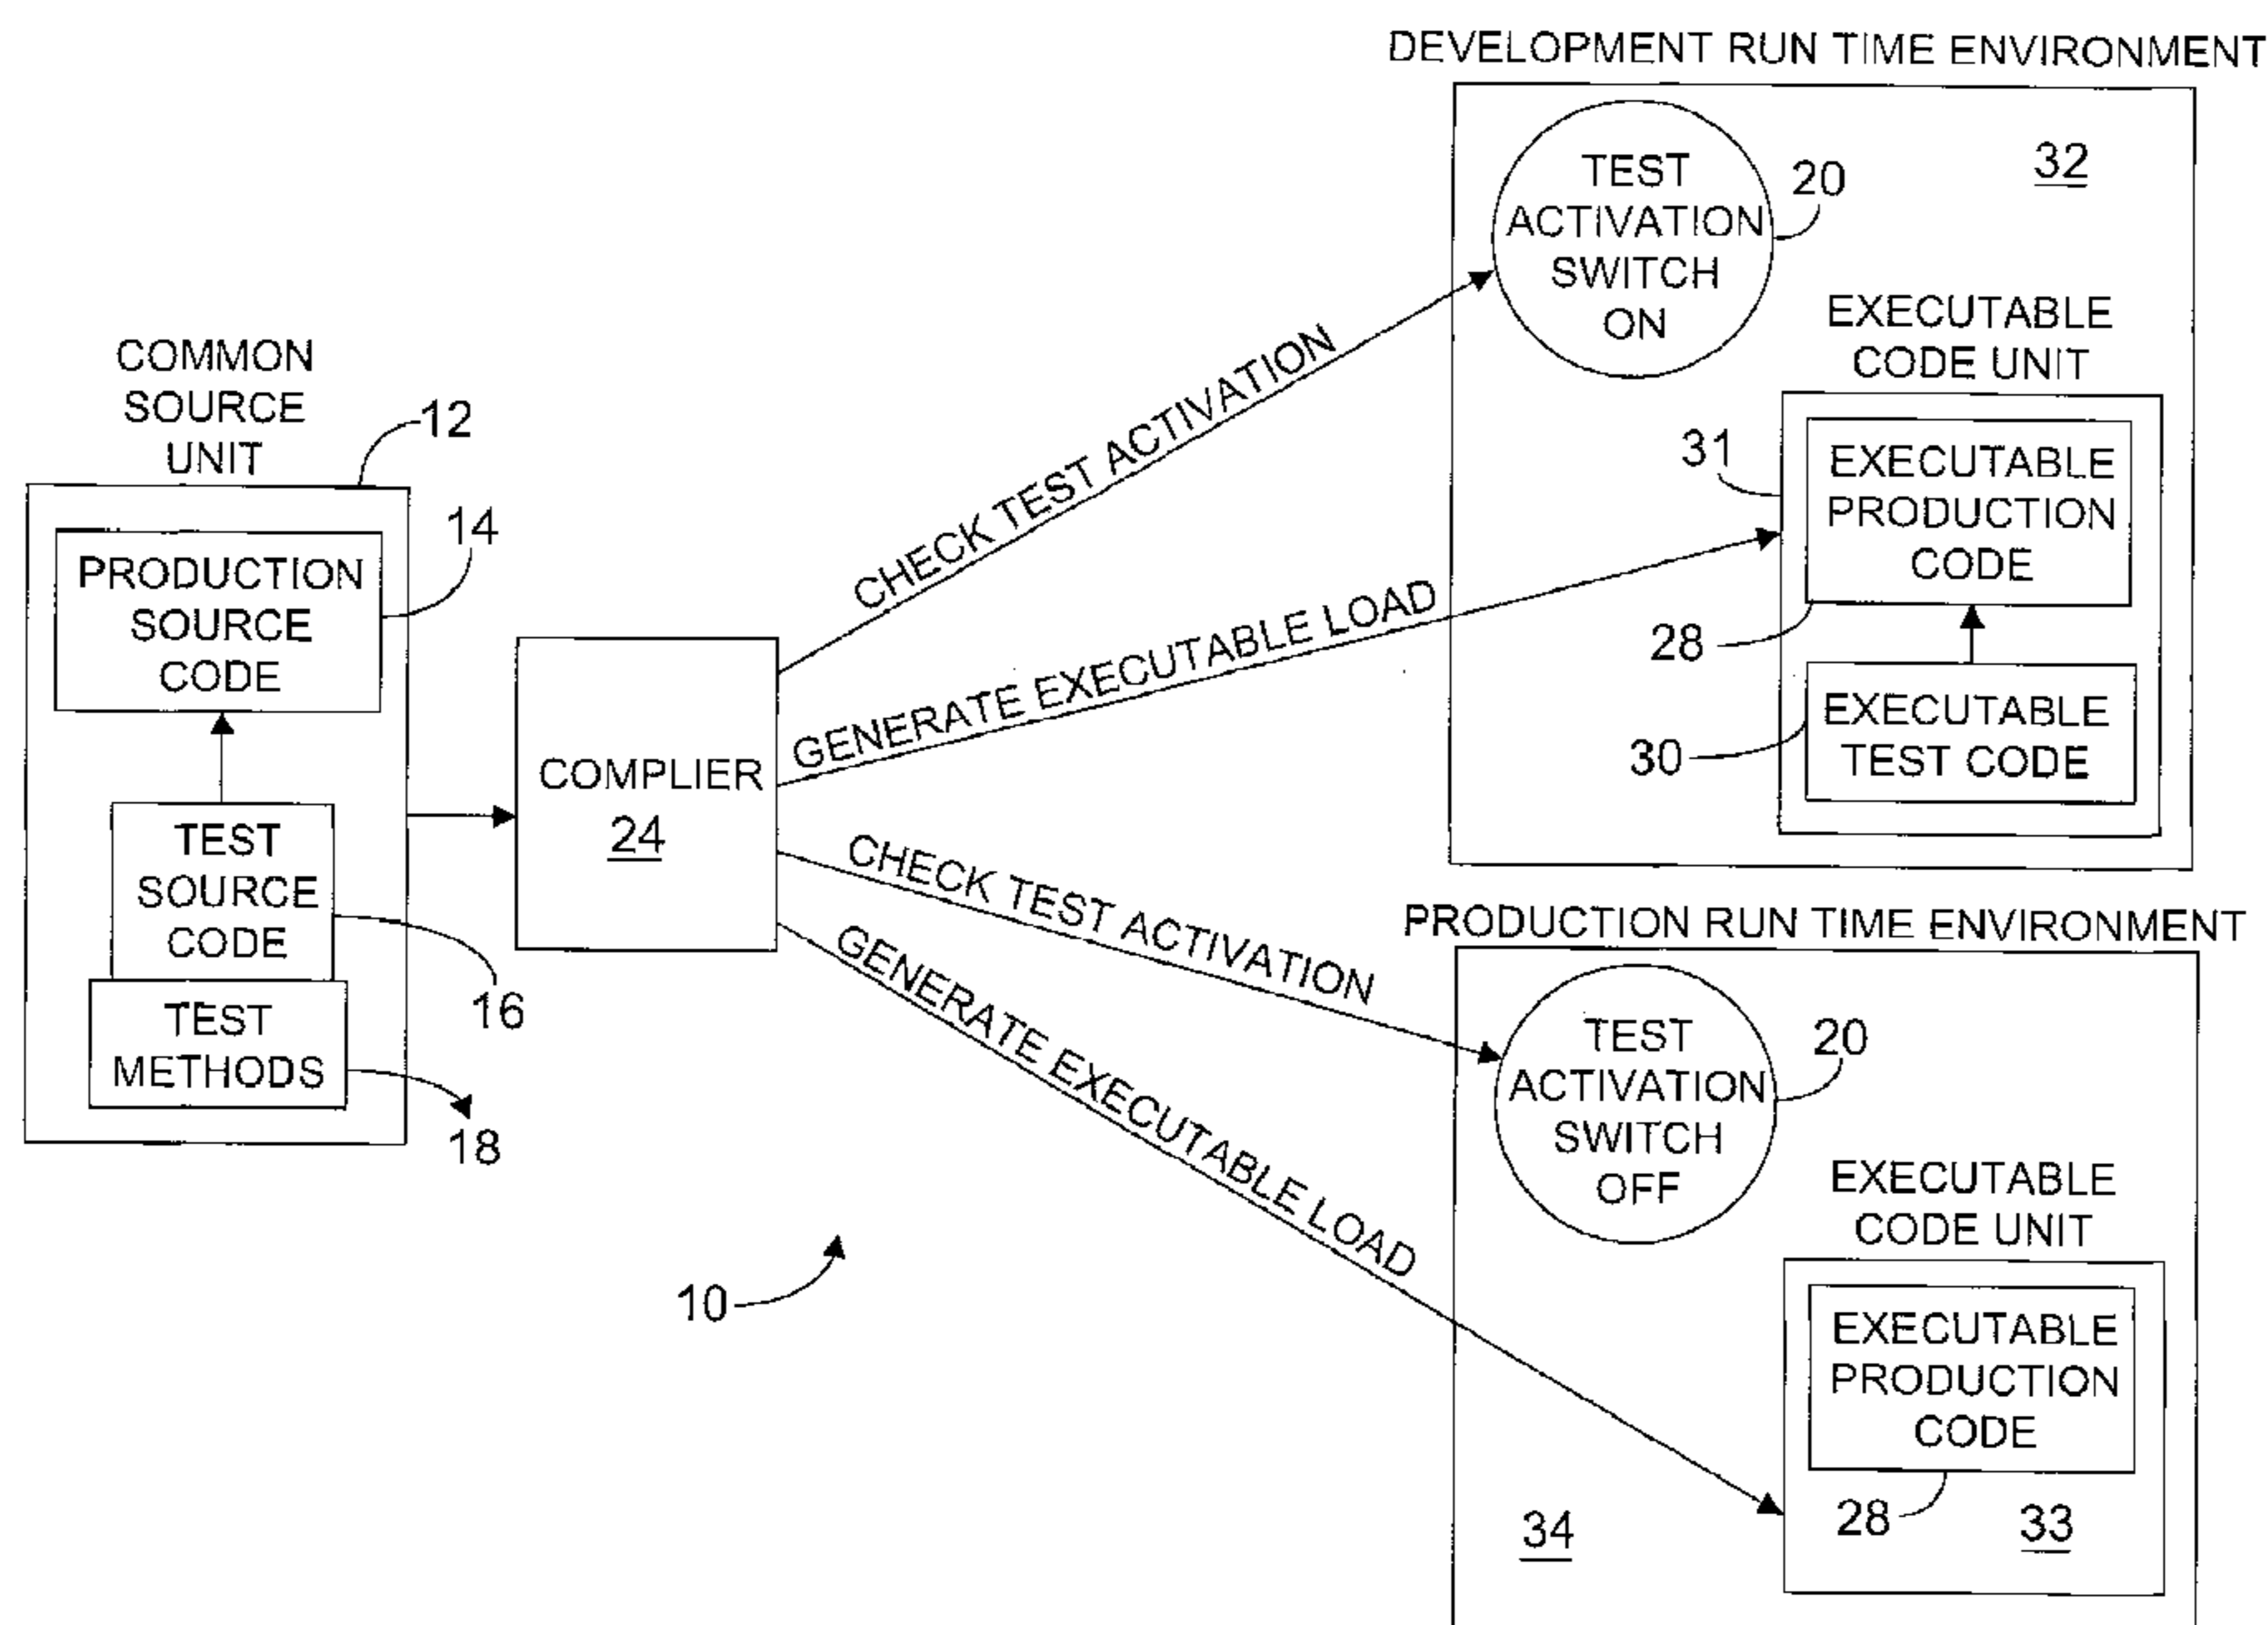 DEVELOPMENT RUN TIME ENVIRONMENT
32
TEST
ACTIVATION
SWITCH
ON
20
EXECUTABLE
CODE UNIT
31
EXECUTABLE
PRODUCTION
CODE
28
EXECUTABLE
TEST CODE
30
COMMON
SOURCE
UNIT
12
PRODUCTION
SOURCE
CODE
14
TEST
SOURCE
CODE
16
TEST
METHODS
18
COMPLIER
24
CHECK TEST ACTIVATION
GENERATE EXECUTABLE LOAD
CHECK TEST ACTIVATION
GENERATE EXECUTABLE LOAD
10
PRODUCTION RUN TIME ENVIRONMENT
TEST
ACTIVATION
SWITCH
OFF
20
EXECUTABLE
CODE UNIT
EXECUTABLE
PRODUCTION
CODE
28
33
34